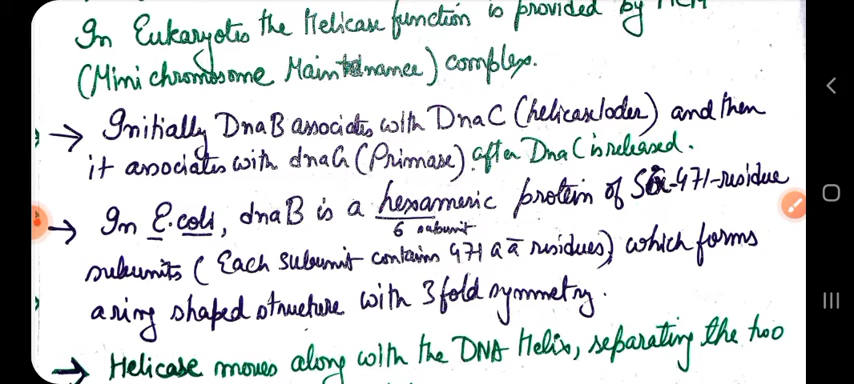 In Eukaryotes the Helicase function is provided by MCM
(Mini chromosome Maintenance) complex.
→ Initially DnaB associates with DnaC (helicase loder) and then
it associates with dnaG (Primase) after DnaC is released.
→ In E.coli, dnaB is a hexameric protein of Six-471-residue
6 subunit
subunits (Each subunit contains 471 aa residues) which forms
a ring shaped structure with 3 fold symmetry.
→ Helicase moves along with the DNA Helix, separating the two